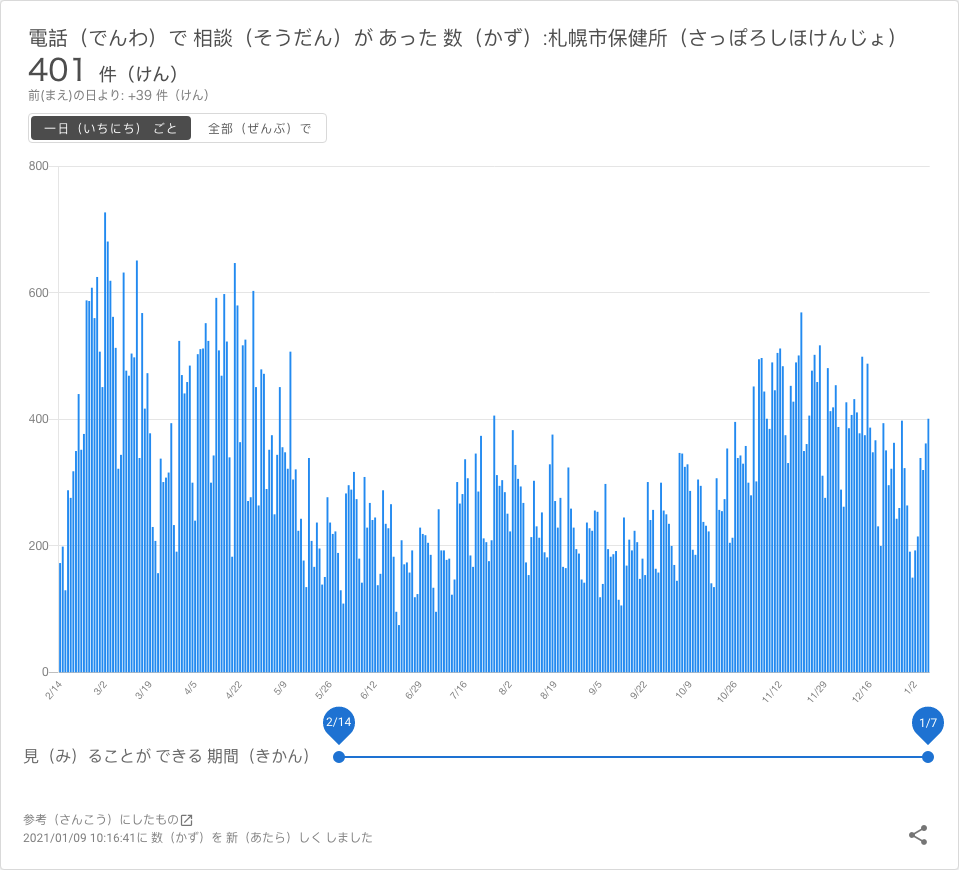 電話（でんわ）で 相談（そうだん）が あった 数（かず）:札幌市保健所（さっぽろしほけんじょ）
401 件（けん）
前(まえ)の日より: +39 件（けん）
一日（いちにち） ごと 全部（ぜんぶ）で
800
600
400
200
0
2/14 3/2 3/19 4/5 4/22 5/9 5/26 6/12 6/29 7/16 8/2 8/19 9/5 9/22 10/9 10/26 11/12 11/29 12/16 1/2
2/14 1/7
見（み）ることが できる 期間（きかん）
参考（さんこう）にしたもの
2021/01/09 10:16:41に 数（かず）を 新（あたら）しく しました